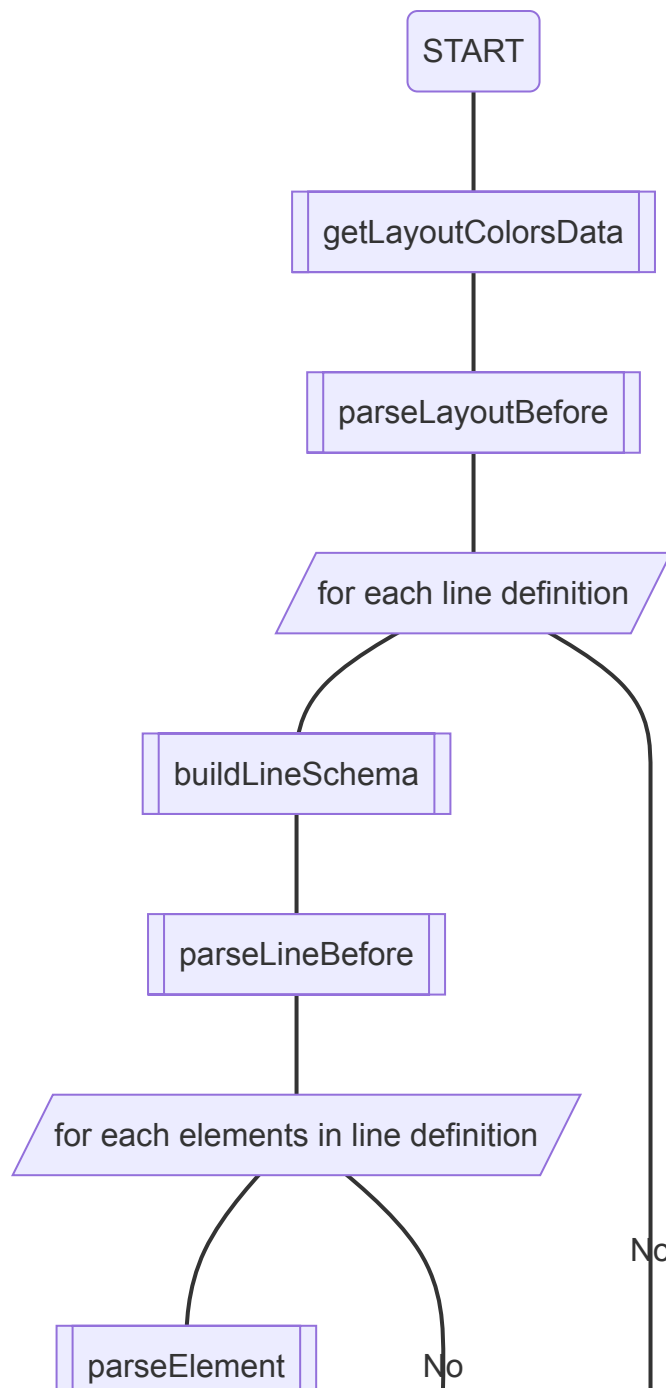 START
getLayoutColorsData
parseLayoutBefore
for each line definition
buildLineSchema
parseLineBefore
for each elements in line definition
No
parseElement
No